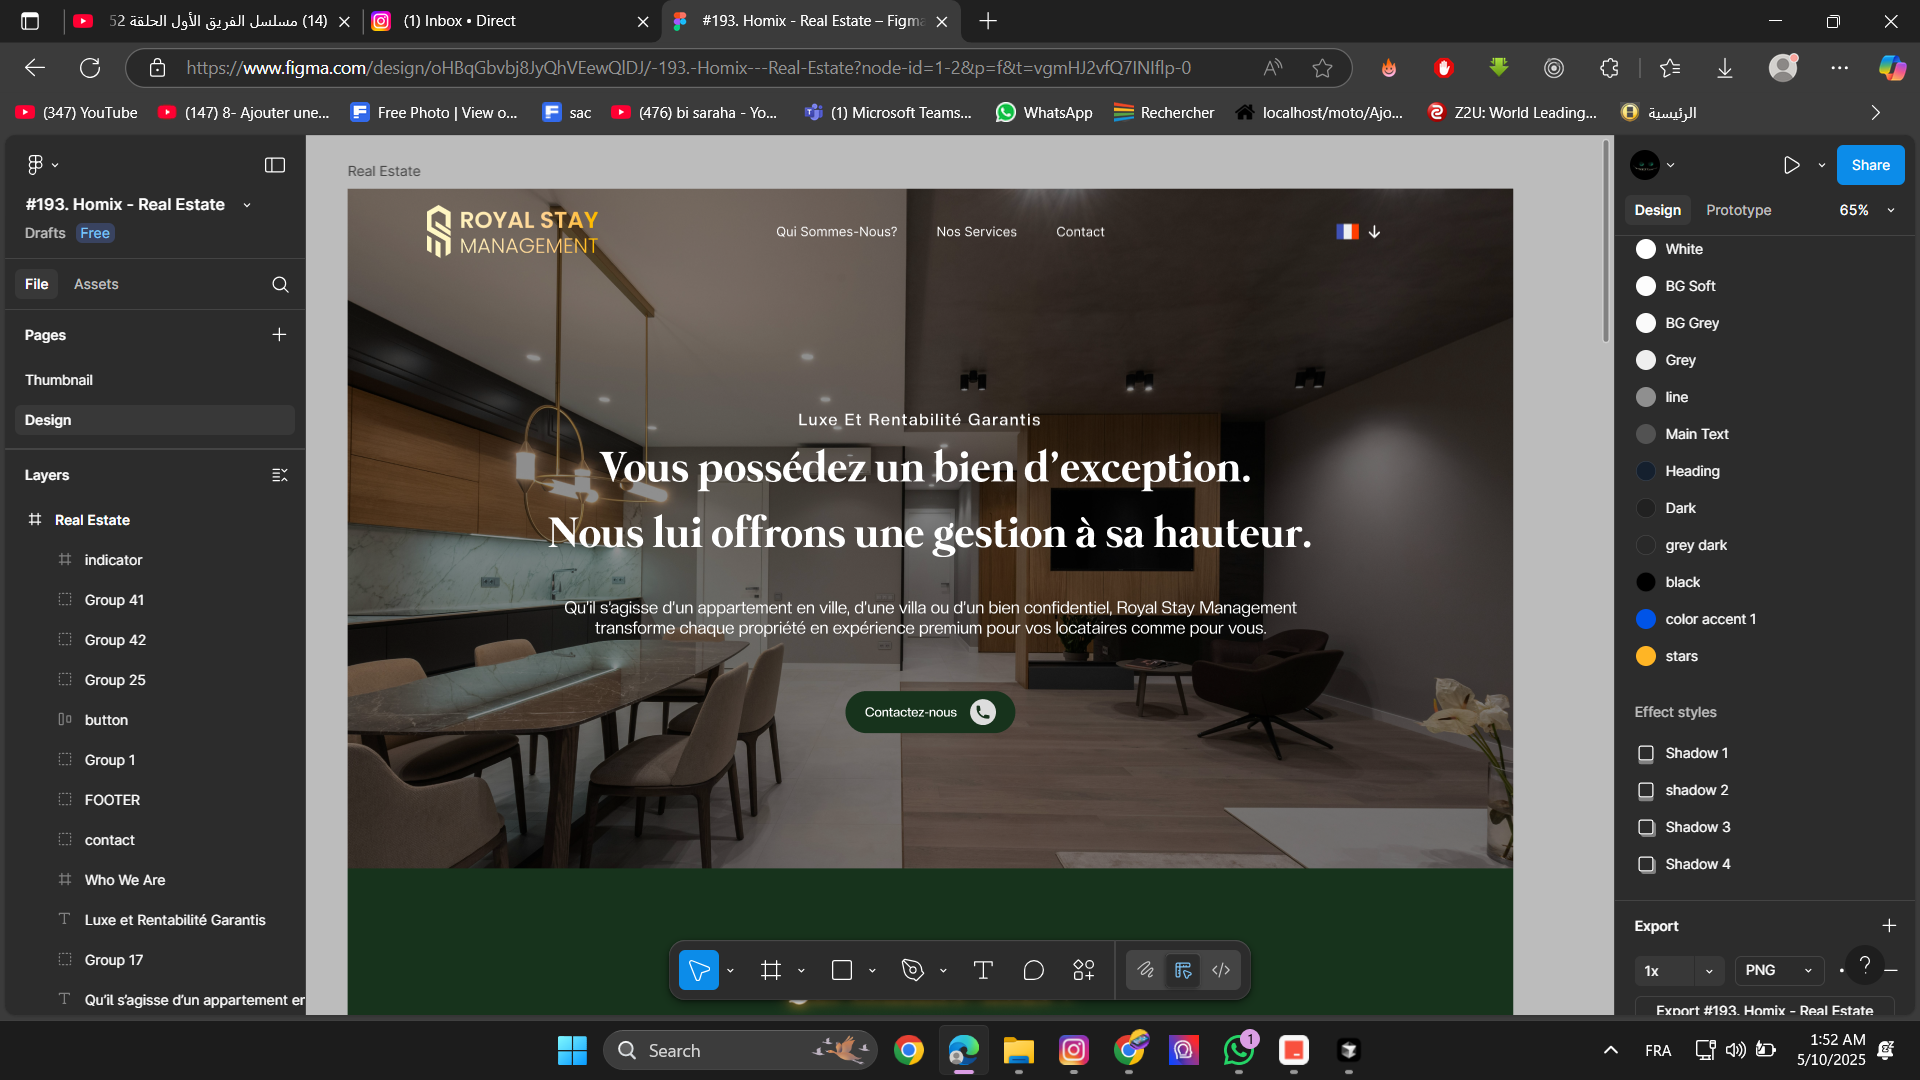 (14) مسلسل الفريق الأول الحلقة 52
(1) Inbox • Direct
#193. Homix - Real Estate – Figma
https://www.figma.com/design/oHBqGbvbj8JyQhVEewQlDJ/-193.-Homix---Real-Estate?node-id=1-2&p=f&t=vgmHJ2vfQ7INIflp-0
(347) YouTube
(147) 8- Ajouter une...
Free Photo | View o...
sac
(476) bi saraha - Yo...
(1) Microsoft Teams...
WhatsApp
Rechercher
localhost/moto/Ajo...
Z2U: World Leading...
الرئيسية
#193. Homix - Real Estate
Drafts Free
File Assets
Pages
Thumbnail
Design
Layers
Real Estate
indicator
Group 41
Group 42
Group 25
button
Group 1
FOOTER
contact
Who We Are
Luxe et Rentabilité Garantis
Group 17
Qu'il s'agisse d'un appartement er
Real Estate
ROYAL STAY
MANAGEMENT
Qui Sommes-Nous?
Nos Services
Contact
Luxe Et Rentabilité Garantis
Vous possédez un bien d'exception.
Nous lui offrons une gestion à sa hauteur.
Qu'il s'agisse d'un appartement en ville, d'une villa ou d'un bien confidentiel, Royal Stay Management
transforme chaque propriété en expérience premium pour vos locataires comme pour vous.
Contactez-nous
Share
Design Prototype 65%
White
BG Soft
BG Grey
Grey
line
Main Text
Heading
Dark
grey dark
black
color accent 1
stars
Effect styles
Shadow 1
shadow 2
Shadow 3
Shadow 4
Export
1x PNG ?
Export #193. Homix - Real Estate
Search
1
FRA
1:52 AM
5/10/2025